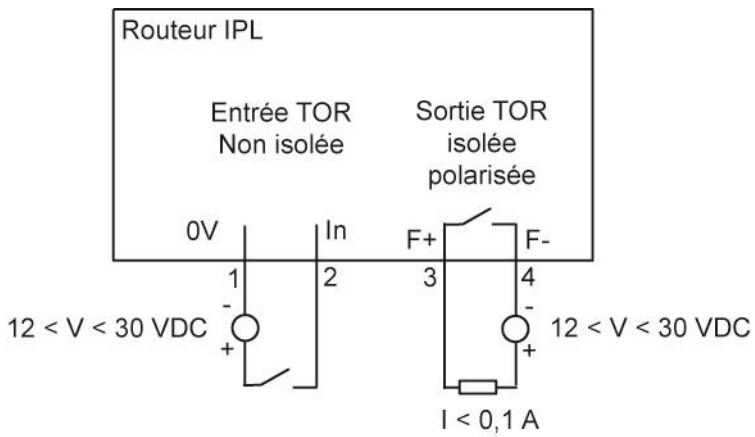 Routeur IPL
Entrée TOR
Non isolée
Sortie TOR
isolée
polarisée
0V
In
F+
F-
1
2
3
4
-
-
12 < V < 30 VDC
12 < V < 30 VDC
+
+
I < 0,1 A